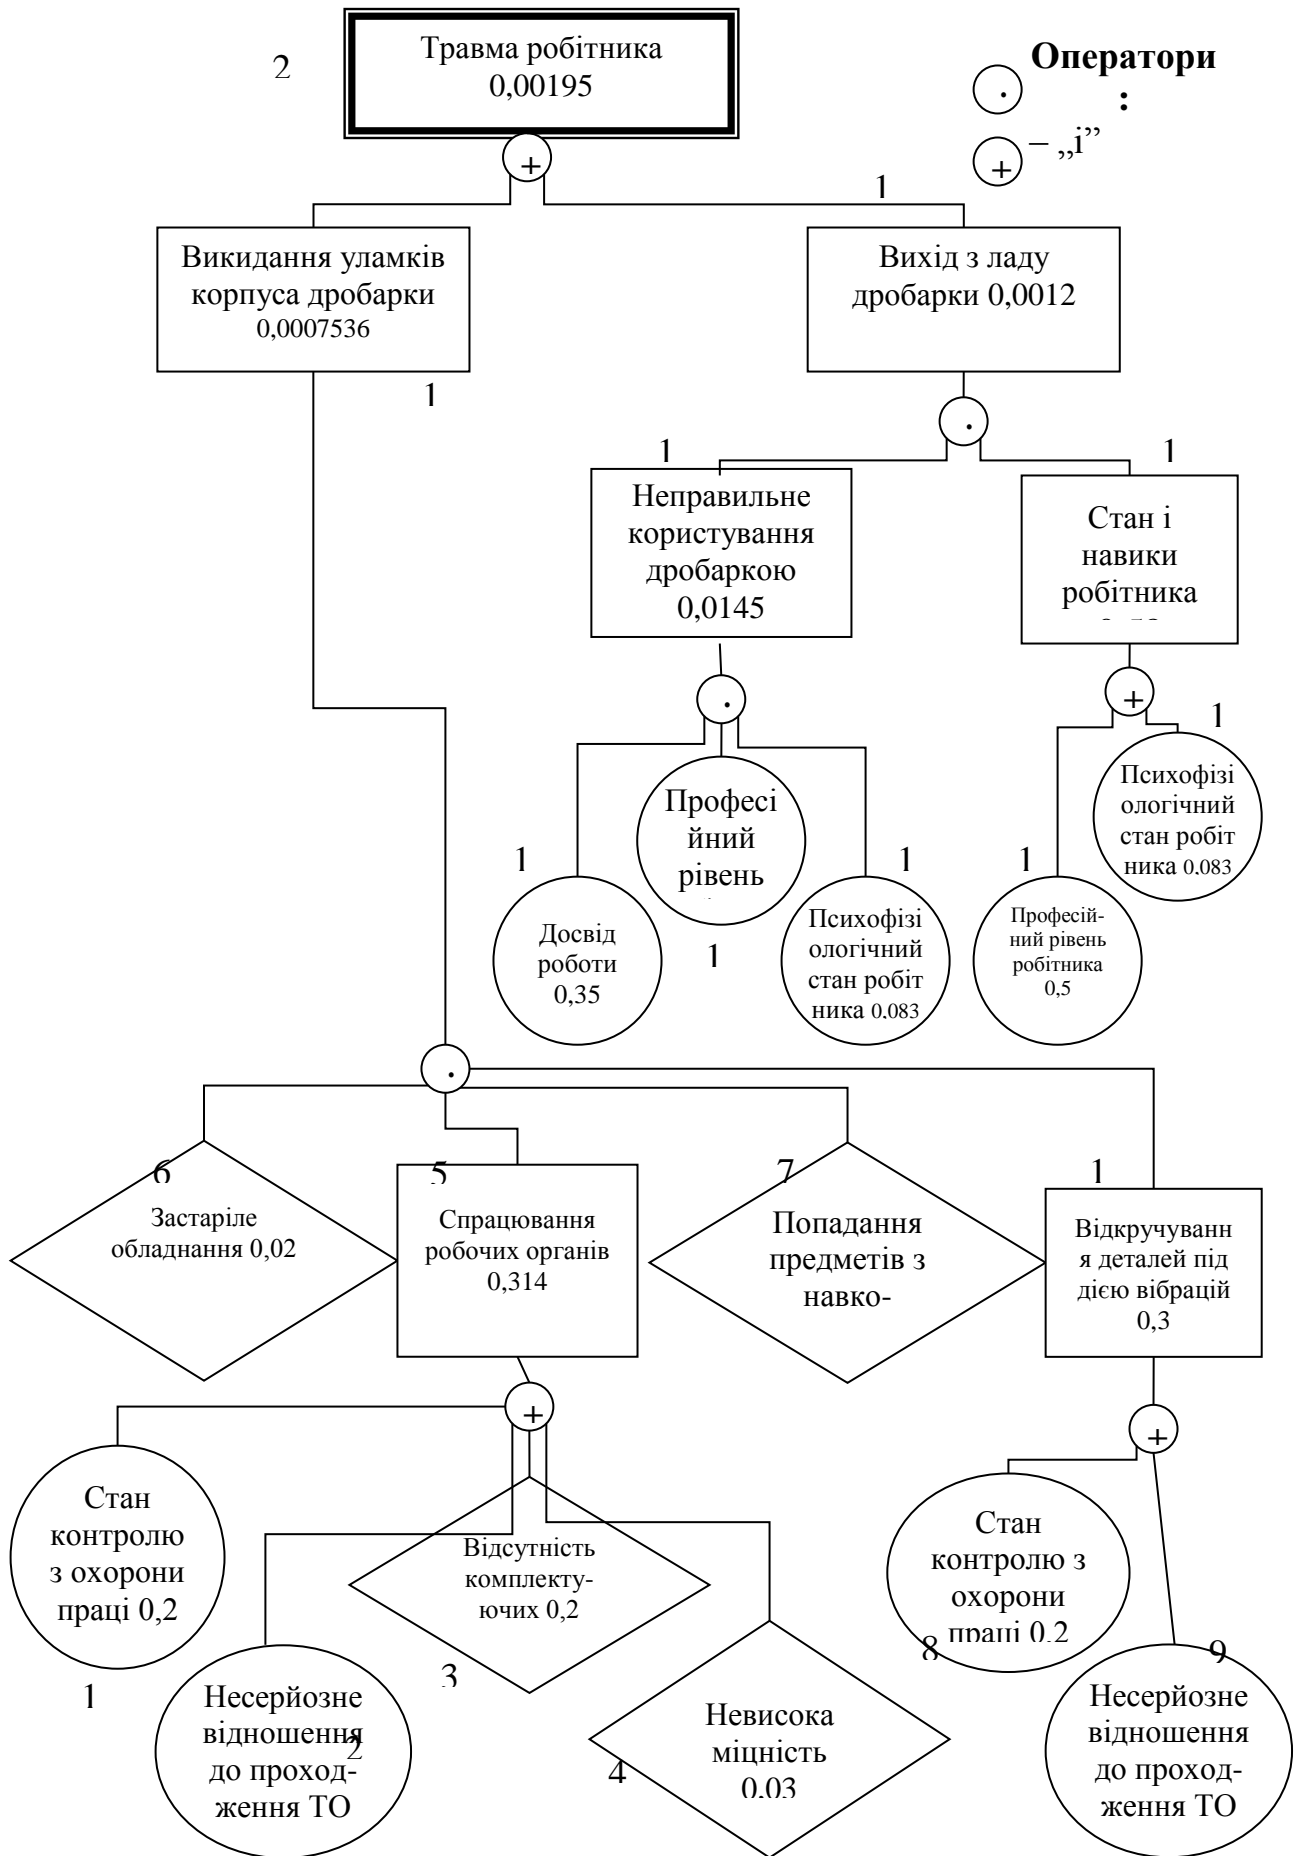 2
Травма робітника
0,00195
Оператори
:
.
– „і”
+
+
1
Викидання уламків
корпуса дробарки
0,0007536
Вихід з ладу
дробарки 0,0012
1
.
1
1
Неправильне
користування
дробаркою
0,0145
Стан і
навики
робітника
.
+
1
Професі
йний
рівень
Психофізі
ологічний
стан робіт
ника 0,083
1
1
1
Досвід
роботи
0,35
1
Психофізі
ологічний
стан робіт
ника 0,083
Професій-
ний рівень
робітника
0,5
.
6
5
7
1
Застаріле
обладнання 0,02
Спрацювання
робочих органів
0,314
Попадання
предметів з
навко-
Відкручуванн
я деталей під
дією вібрацій
0,3
+
+
Стан
контролю
з охорони
праці 0,2
1
Відсутність
комплекту-
ючих 0,2
3
Стан
контролю з
охорони
праці 0,2
8
9
Несерйозне
відношення
2
до проход-
ження ТО
Невисока
міцність
0,03
4
Несерйозне
відношення
до проход-
ження ТО